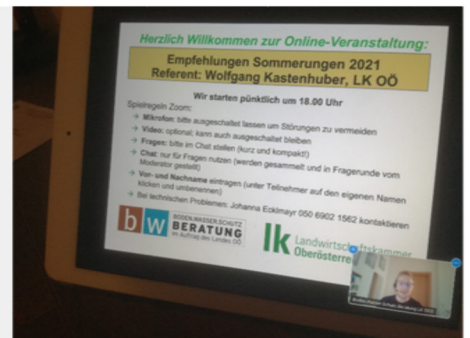 Herzlich Willkommen zur Online-Veranstaltung:
Empfehlungen Sommerungen 2021
Referent: Wolfgang Kastenhuber, LK OÖ
Wir starten pünktlich um 18.00 Uhr
Spielregeln Zoom:
→ Mikrofon: bitte ausgeschaltet lassen um Störungen zu vermeiden
→ Video: optional; kann auch ausgeschaltet bleiben
→ Fragen: bitte im Chat stellen (kurz und kompakt!)
→ Chat: nur für Fragen nutzen (werden gesammelt und in Fragerunde vom
Moderator gestellt)
→ Vor- und Nachname eintragen (unter Teilnehmer auf den eigenen Namen
klicken und umbenennen)
→ Bei technischen Problemen: Johanna Ecklmayr 050 6902 1562 kontaktieren
bw
BODEN.WASSER.SCHUTZ
BERATUNG
im Auftrag des Landes OÖ
lk Landwirtschaftskammer
Oberösterre